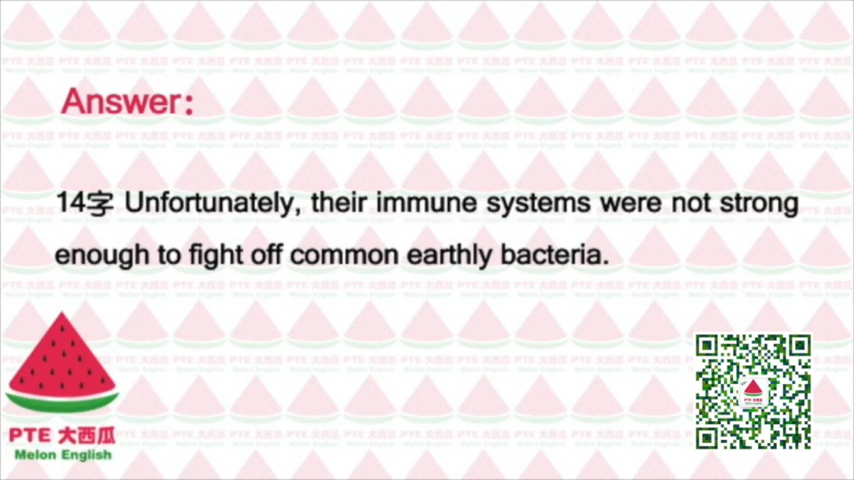 Answer:
14字 Unfortunately, their immune systems were not strong
enough to fight off common earthly bacteria.
PTE 大西瓜
Melon English